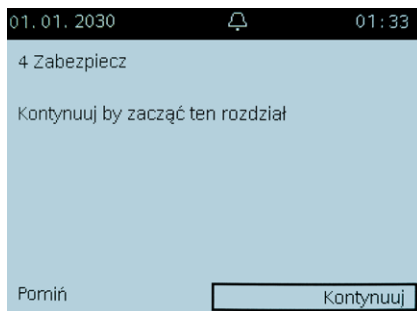 01.01.2030 01:33
4 Zabezpiecz
Kontynuuj by zacząć ten rozdział
Pomiń Kontynuuj